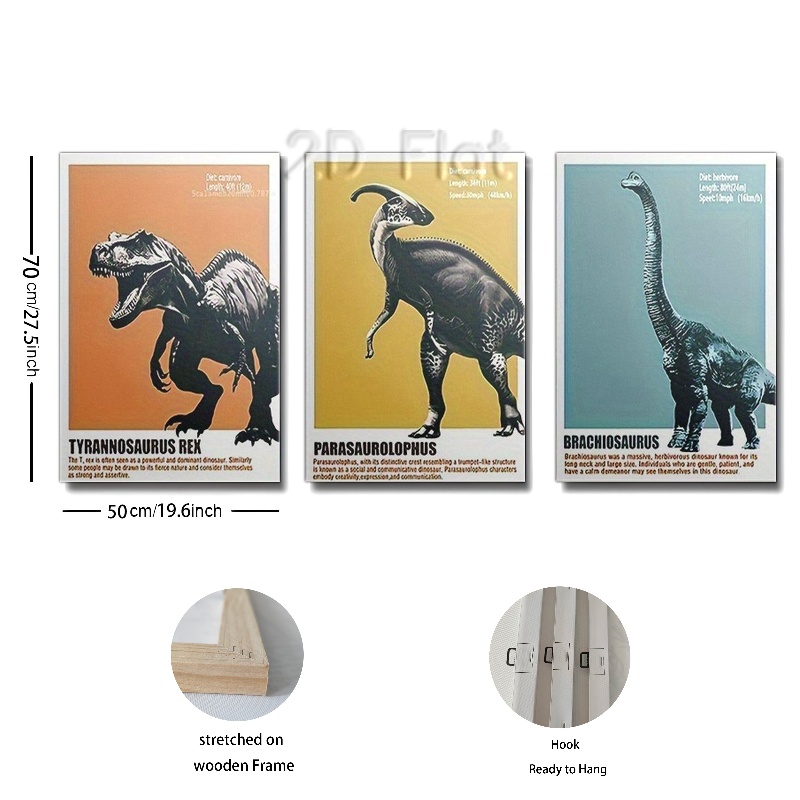 2D Flat
Diet: carnivore
Length: 40ft (12m)
Length: 36ft (11m)
Speed:30mph (48km/h)
Diet: herbivore
Length: 80ft(24m)
Speet:10mph (16km/h)
70cm/27.5inch
TYRANNOSAURUS REX
The T, rex is often seen as a powerful and dominant dinosaur. Similarly
some people may be drawn to its fierce nature and consider themselves
as strong and assertive.
PARASAUROLOPHUS
Parasaurolophus, with its distinctive crest resembling a trumpet-like structure
is known as a social and communicative dinosaur, Parasaurolophus characters
embody creativity,expression,and communication.
BRACHIOSAURUS
Brachiosaurus was a massive, herbivorous dinosaur known for its
long neck and large size. Individuals who are gentle, patient, and
have a calm demeanor may see themselves in this dinosaur.
50cm/19.6inch
stretched on
wooden Frame
Hook
Ready to Hang